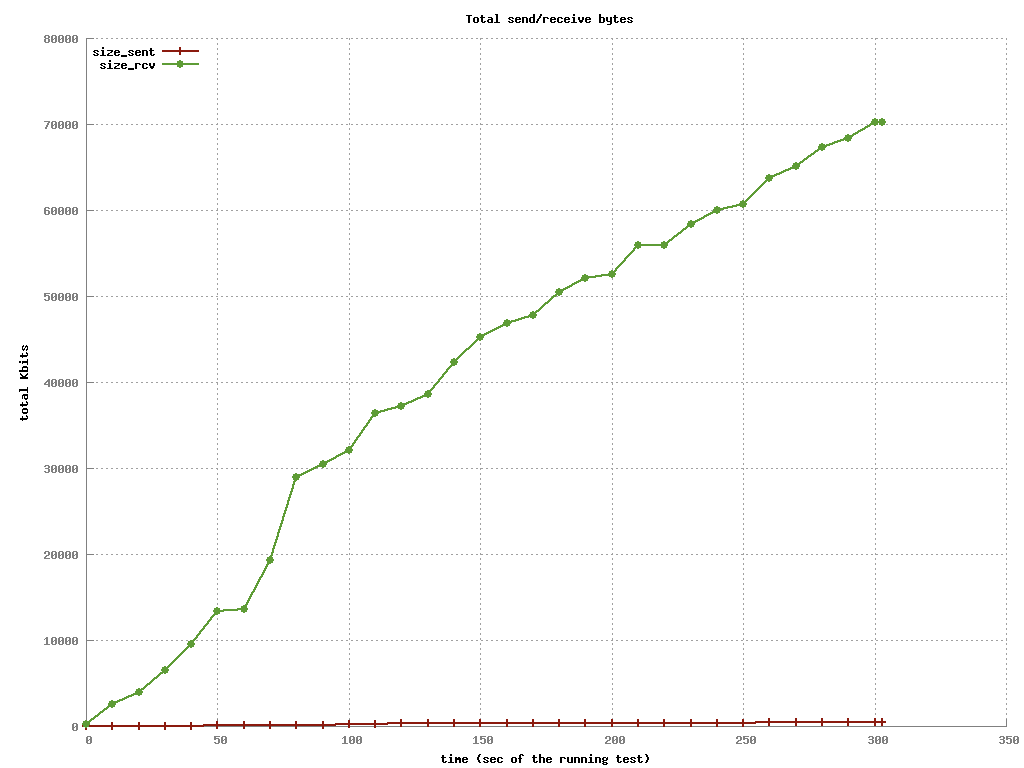 Total send/receive bytes
80000
size_sent
size_rcv
70000
60000
50000
total Kbits
40000
30000
20000
10000
0
0 50 100 150 200 250 300 350
time (sec of the running test)